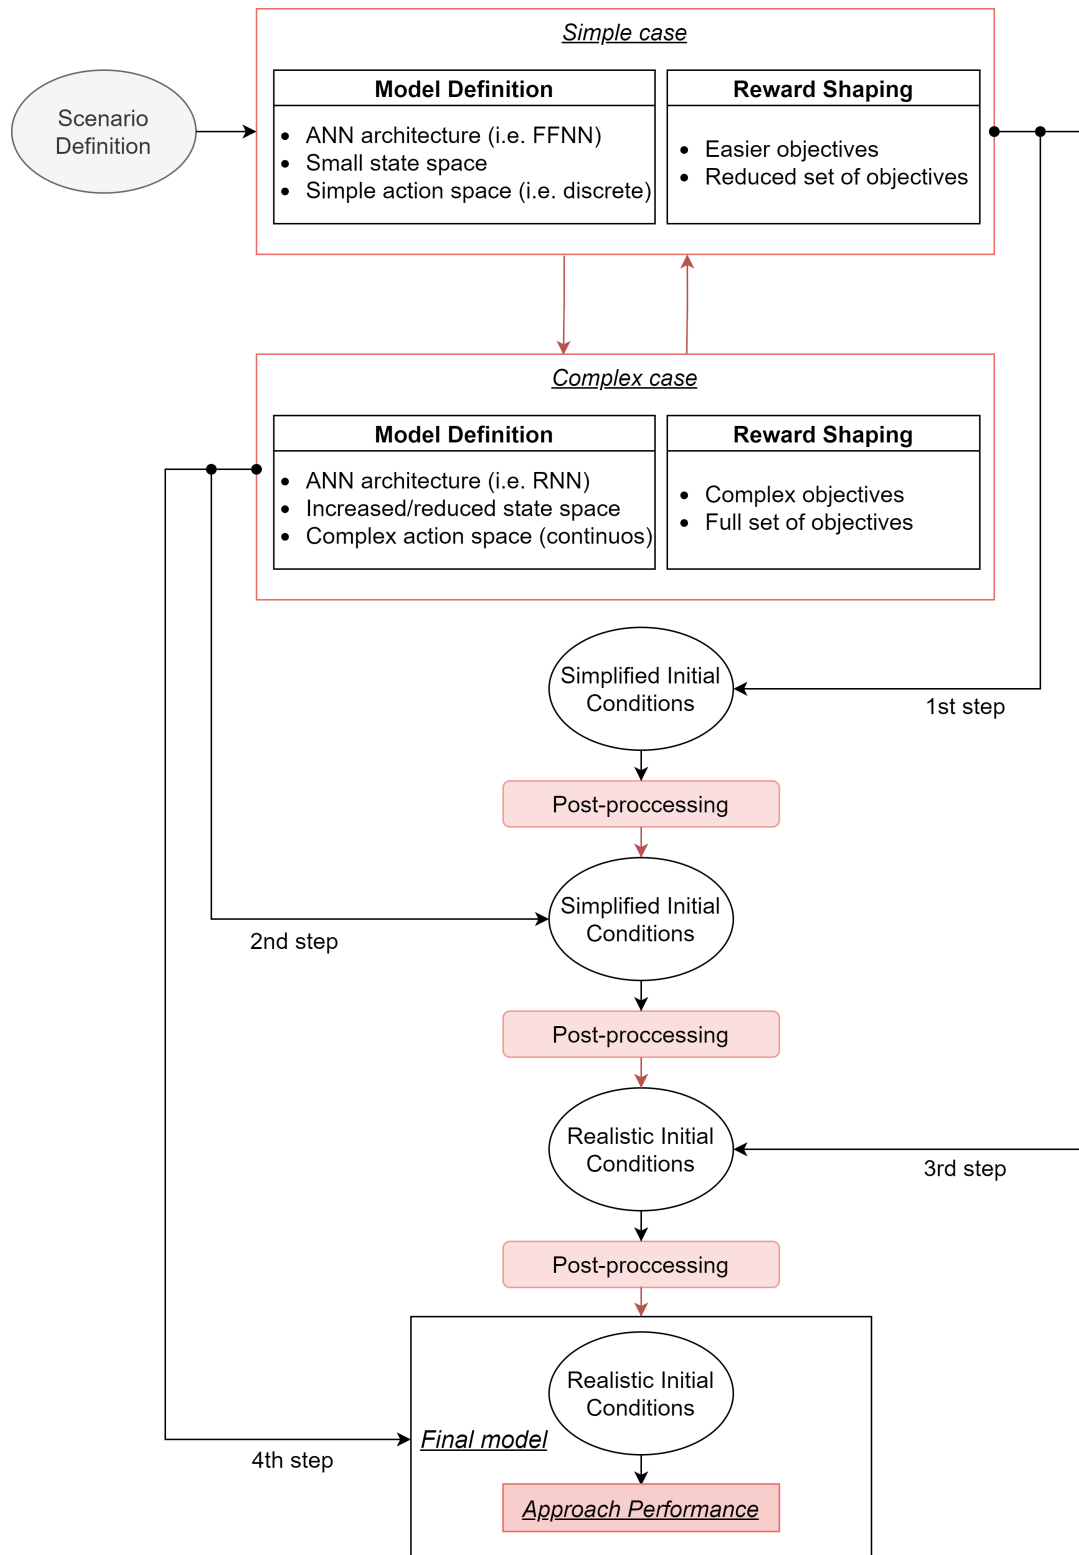 Simple case
Scenario
Definition
Model Definition
ANN architecture (i.e. FFNN)
Small state space
Simple action space (i.e. discrete)
Reward Shaping
Easier objectives
Reduced set of objectives
Complex case
Model Definition
ANN architecture (i.e. RNN)
Increased/reduced state space
Complex action space (continuos)
Reward Shaping
Complex objectives
Full set of objectives
Simplified Initial
Conditions
1st step
Post-proccessing
Simplified Initial
Conditions
2nd step
Post-proccessing
Realistic Initial
Conditions
3rd step
Post-proccessing
Realistic Initial
Conditions
Final model
4th step
Approach Performance